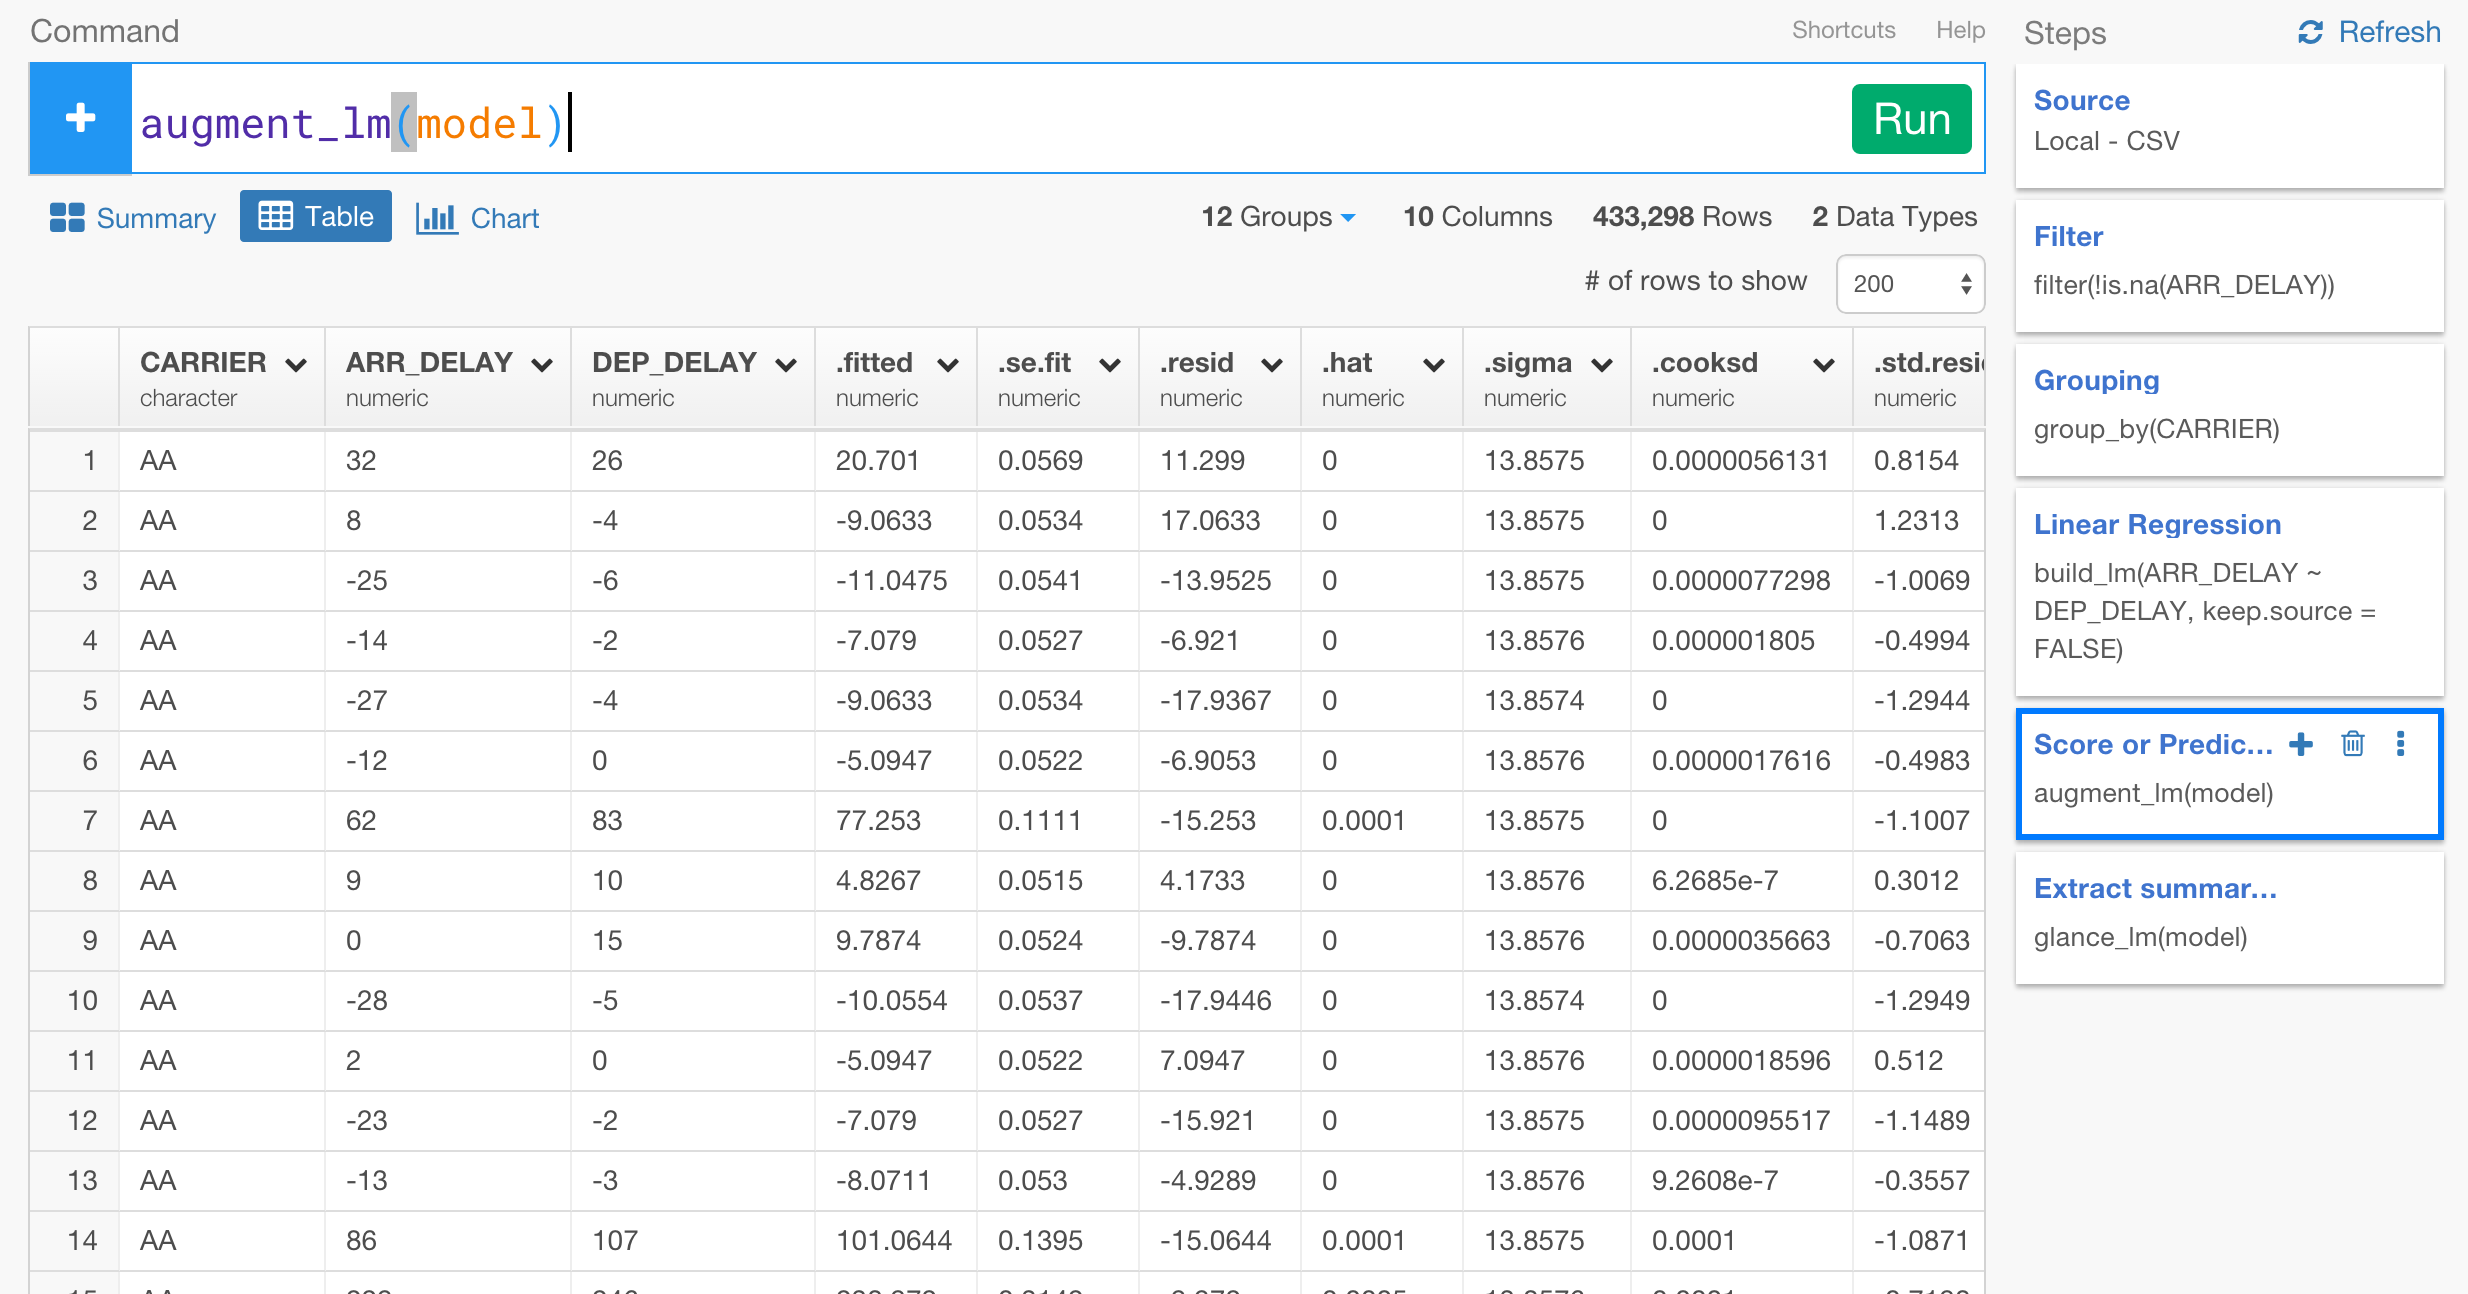 Command Shortcuts Help
augment_lm(model) Run
Summary Table Chart 12 Groups 10 Columns 433,298 Rows 2 Data Types
# of rows to show 200
CARRIER ARR_DELAY DEP_DELAY .fitted .se.fit .resid .hat .sigma .cooksd .std.resi
character numeric numeric numeric numeric numeric numeric numeric numeric numeric
1 AA 32 26 20.701 0.0569 11.299 0 13.8575 0.0000056131 0.8154
2 AA 8 -4 -9.0633 0.0534 17.0633 0 13.8575 0 1.2313
3 AA -25 -6 -11.0475 0.0541 -13.9525 0 13.8575 0.0000077298 -1.0069
4 AA -14 -2 -7.079 0.0527 -6.921 0 13.8576 0.000001805 -0.4994
5 AA -27 -4 -9.0633 0.0534 -17.9367 0 13.8574 0 -1.2944
6 AA -12 0 -5.0947 0.0522 -6.9053 0 13.8576 0.0000017616 -0.4983
7 AA 62 83 77.253 0.1111 -15.253 0.0001 13.8575 0 -1.1007
8 AA 9 10 4.8267 0.0515 4.1733 0 13.8576 6.2685e-7 0.3012
9 AA 0 15 9.7874 0.0524 -9.7874 0 13.8576 0.0000035663 -0.7063
10 AA -28 -5 -10.0554 0.0537 -17.9446 0 13.8574 0 -1.2949
11 AA 2 0 -5.0947 0.0522 7.0947 0 13.8576 0.0000018596 0.512
12 AA -23 -2 -7.079 0.0527 -15.921 0 13.8575 0.0000095517 -1.1489
13 AA -13 -3 -8.0711 0.053 -4.9289 0 13.8576 9.2608e-7 -0.3557
14 AA 86 107 101.0644 0.1395 -15.0644 0.0001 13.8575 0.0001 -1.0871
Steps Refresh
Source
Local - CSV
Filter
filter(!is.na(ARR_DELAY))
Grouping
group_by(CARRIER)
Linear Regression
build_lm(ARR_DELAY ~
DEP_DELAY, keep.source =
FALSE)
Score or Predic...
augment_lm(model)
Extract summar...
glance_lm(model)